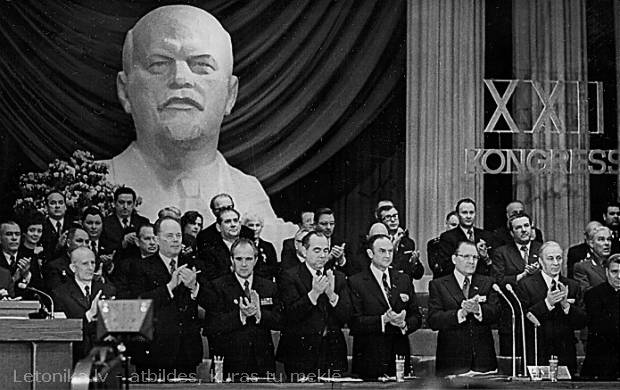 XXII
KONGRESS
Letonika.lv - atbildes, kuras tu meklē